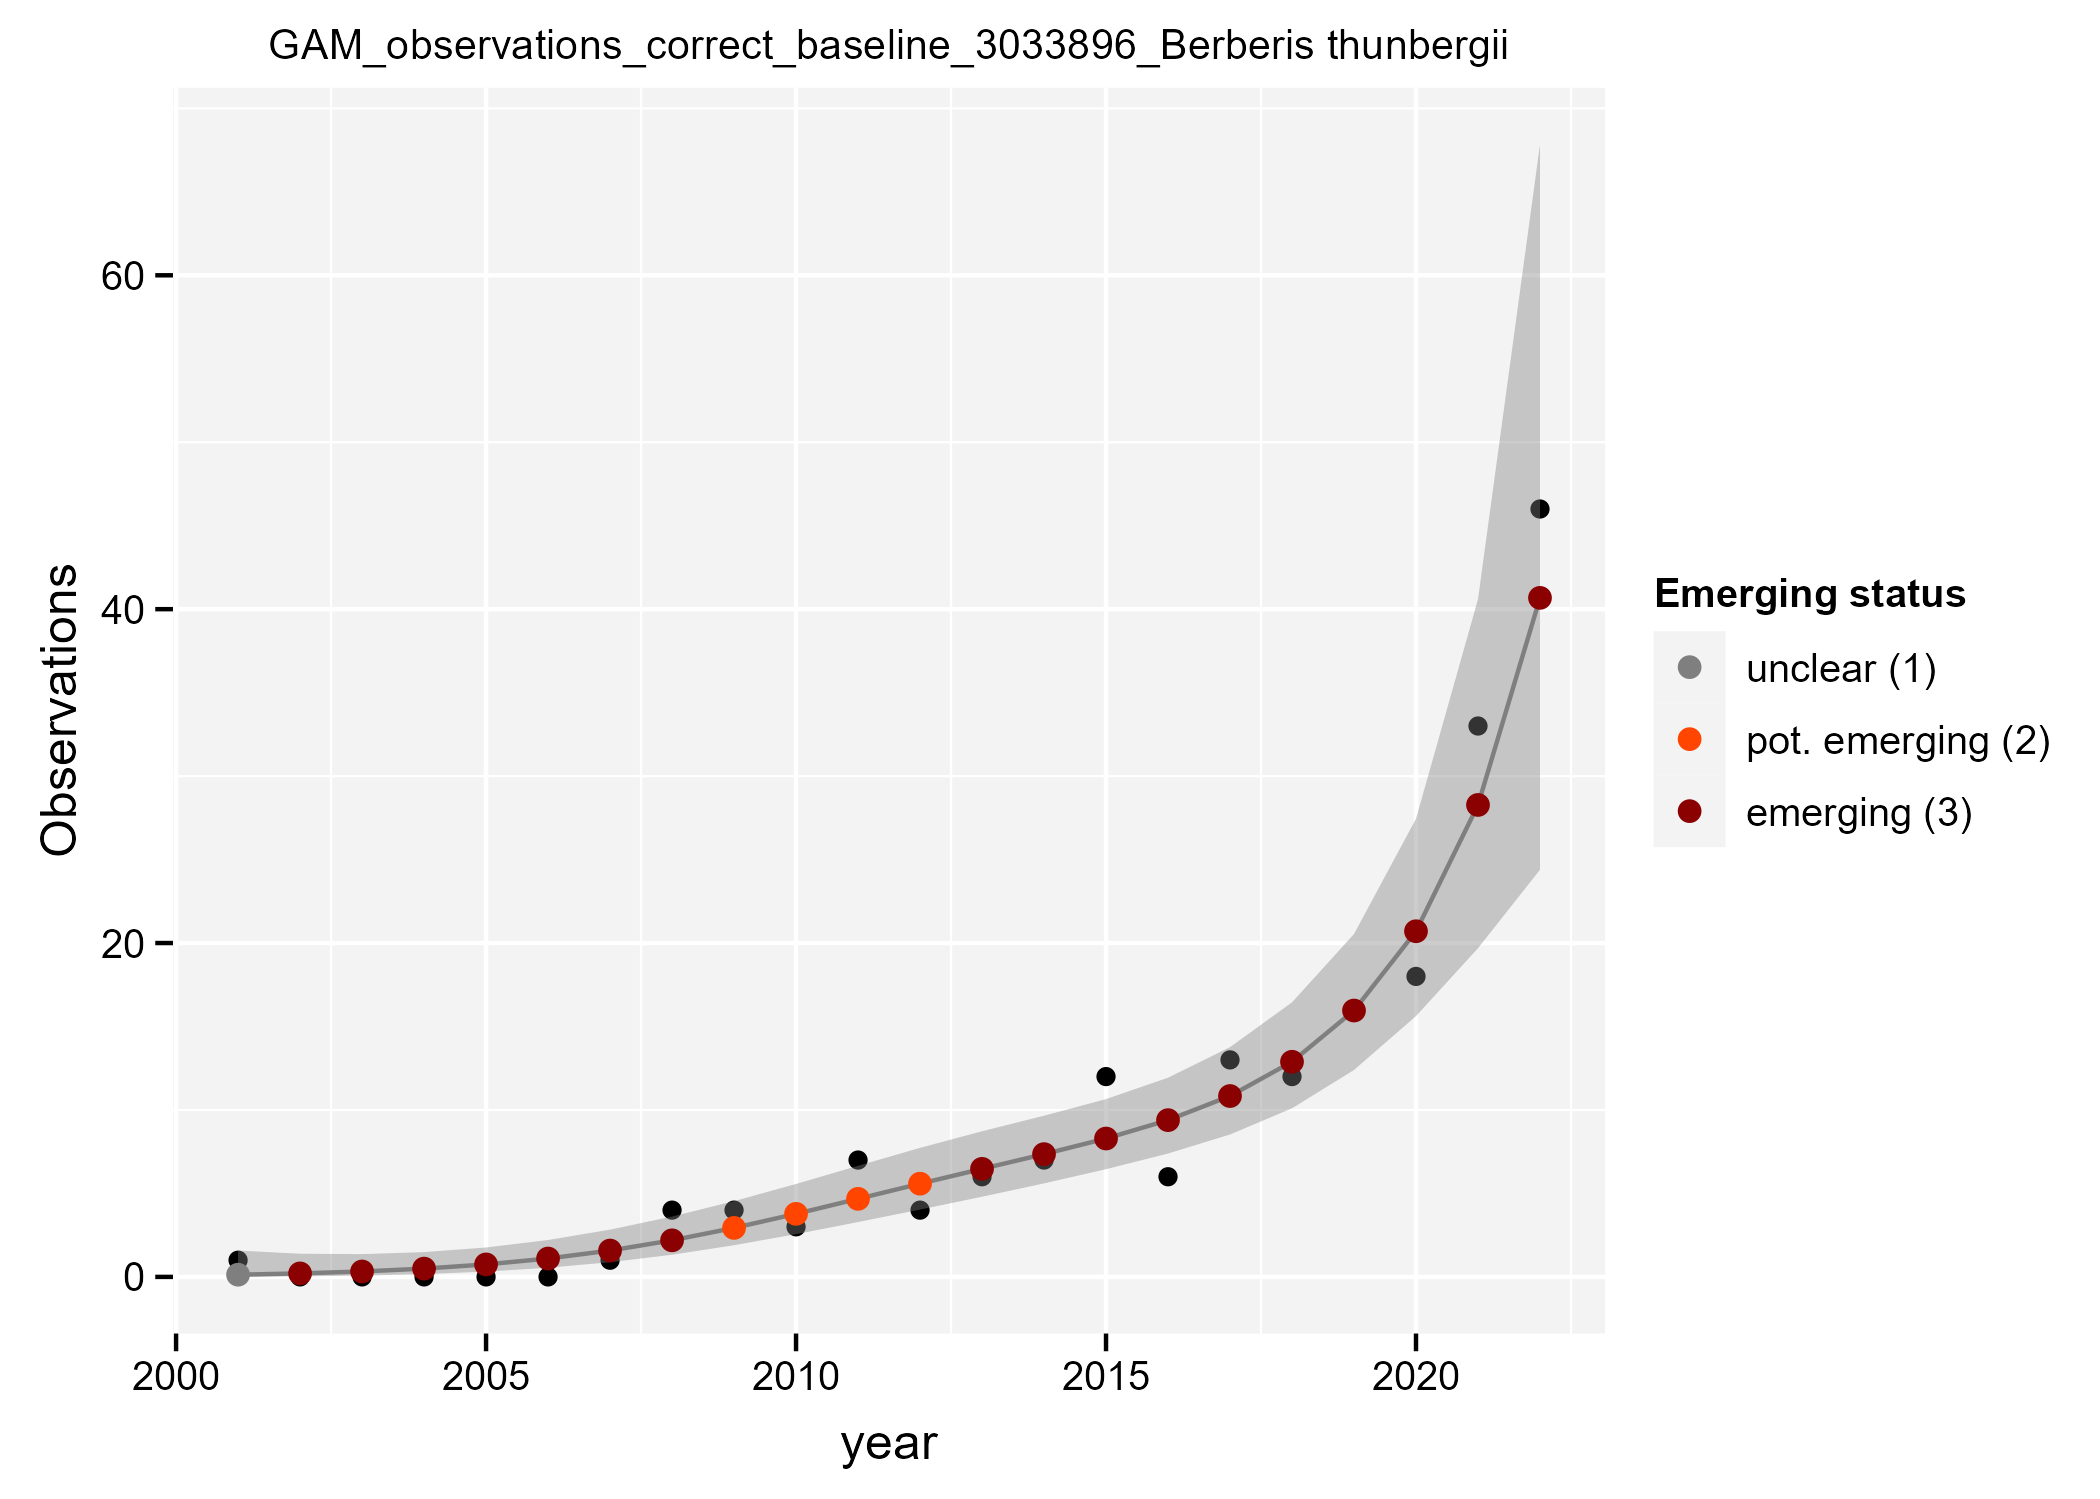 GAM_observations_correct_baseline_3033896_Berberis thunbergii
Observations
60
40
20
0
2000 2005 2010 2015 2020
year
Emerging status
unclear (1)
pot. emerging (2)
emerging (3)